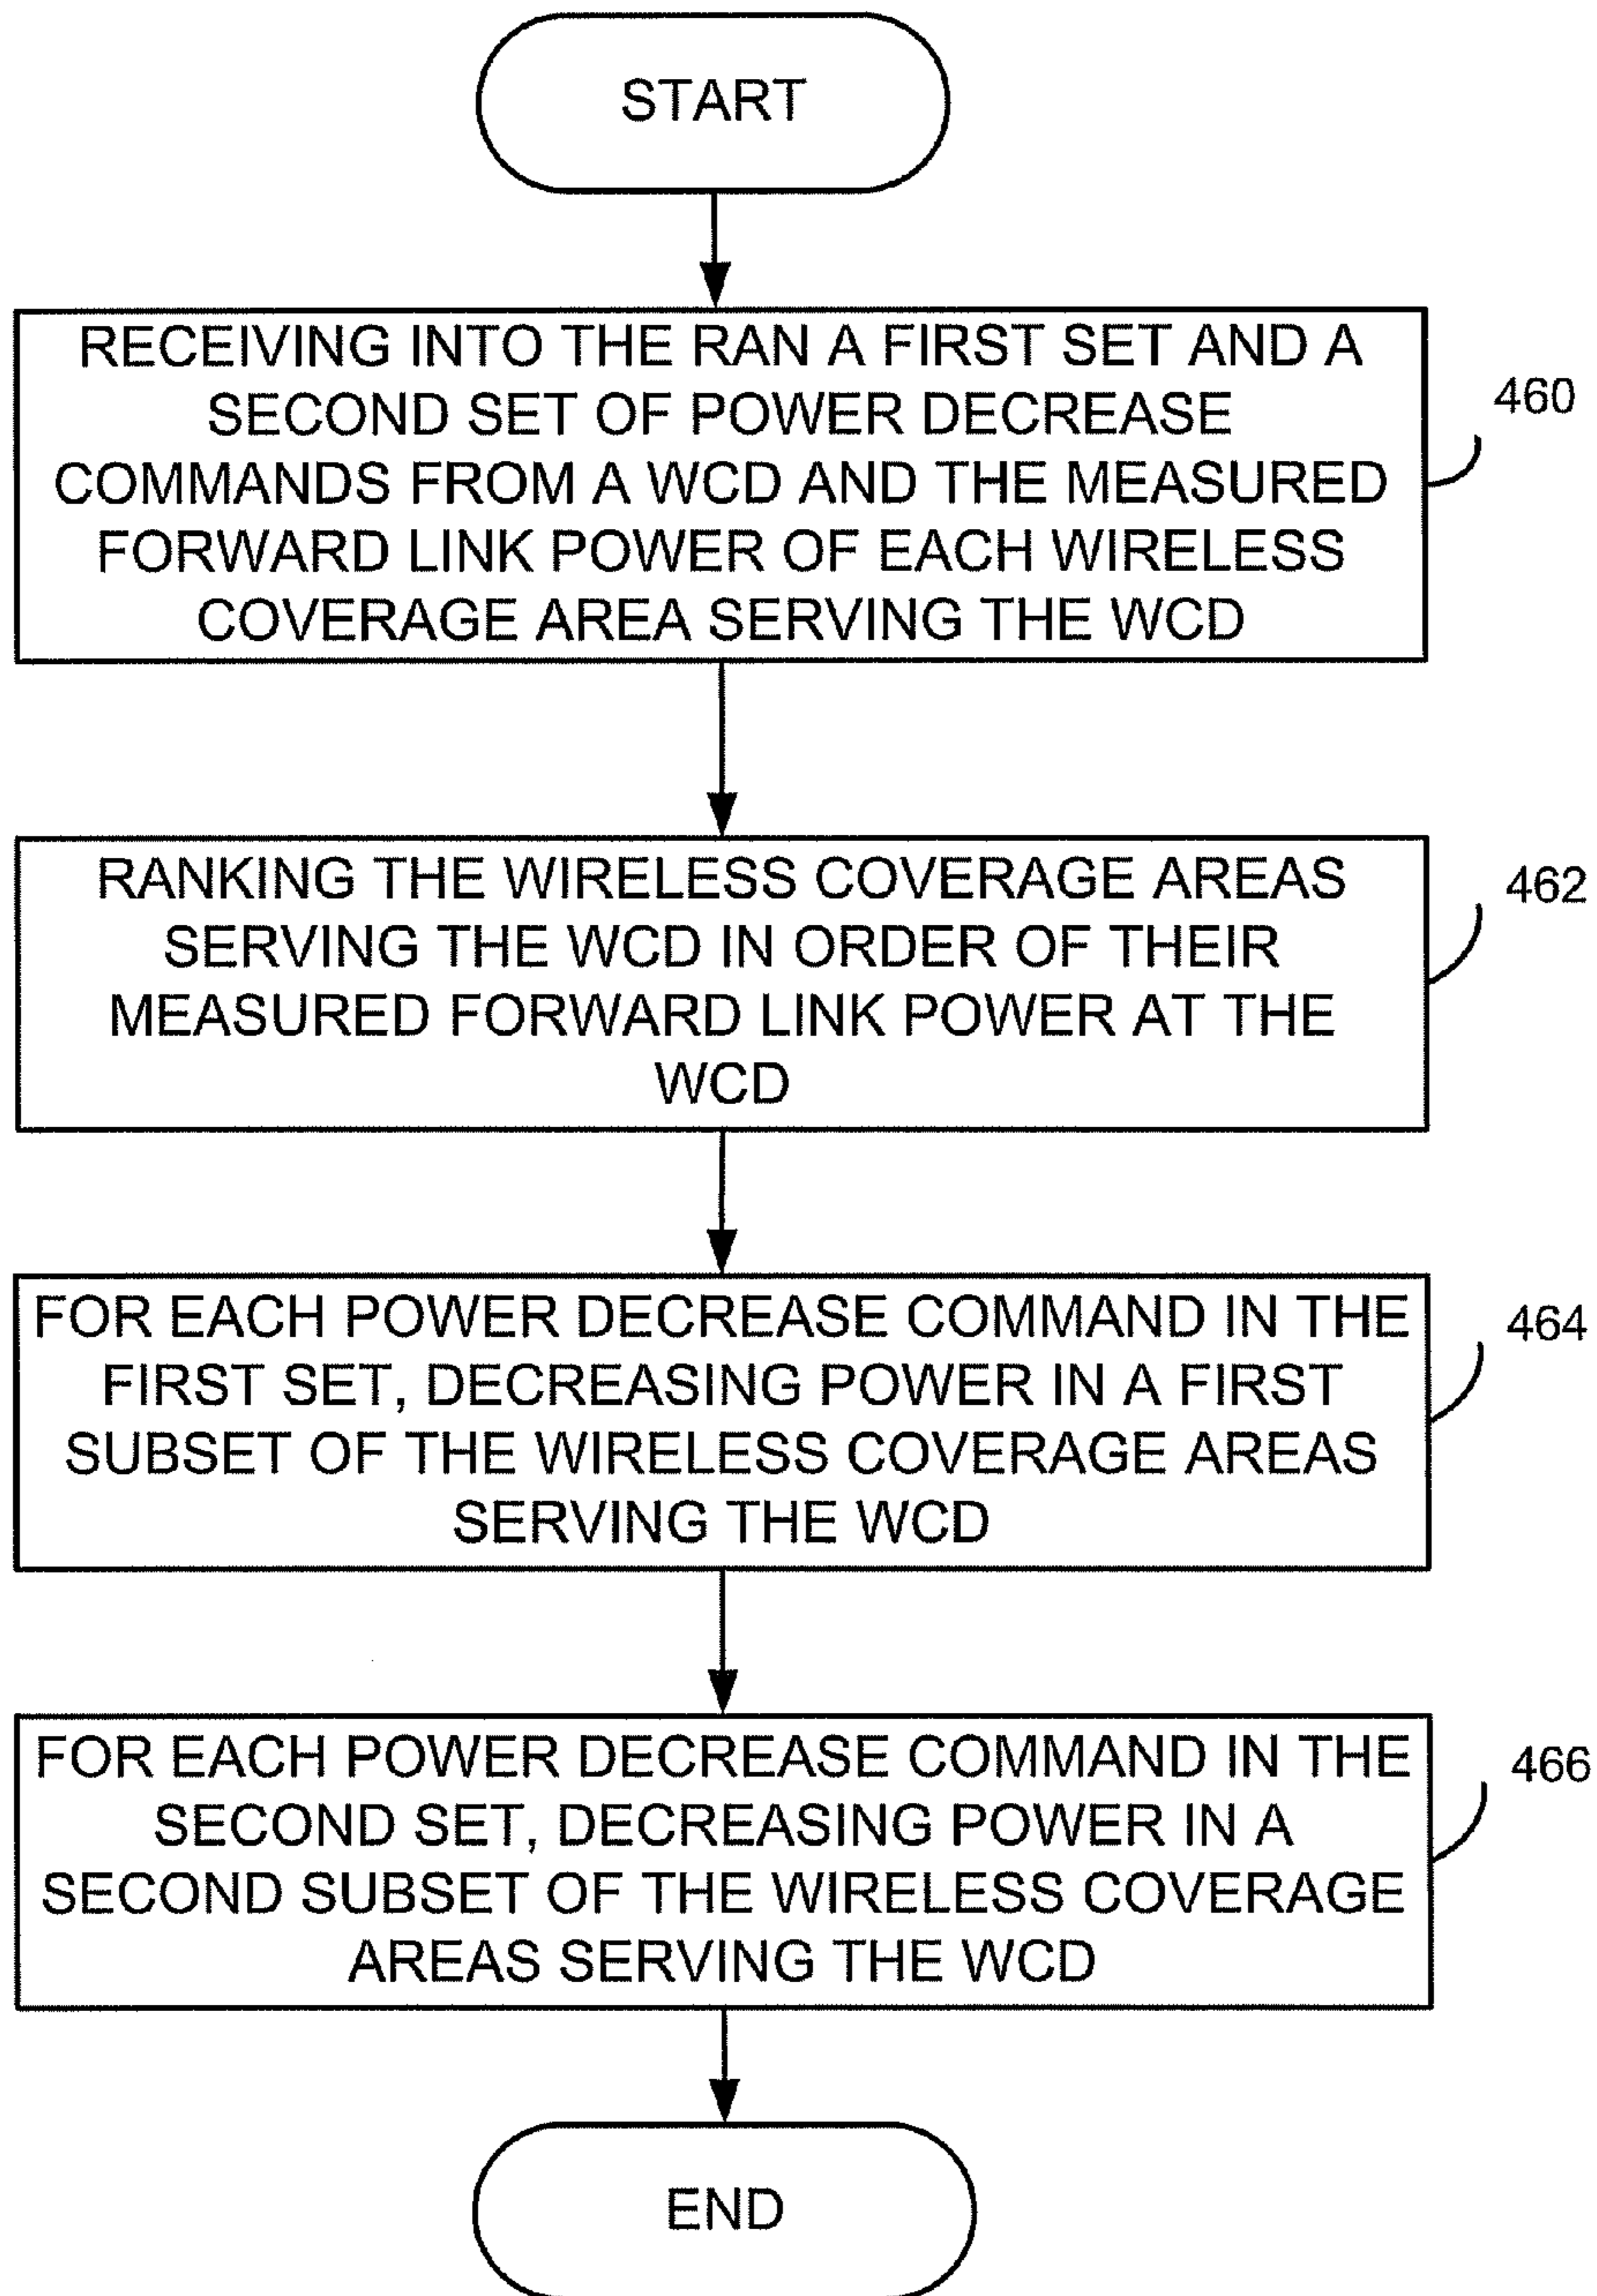 START
RECEIVING INTO THE RAN A FIRST SET AND A
SECOND SET OF POWER DECREASE
COMMANDS FROM A WCD AND THE MEASURED
FORWARD LINK POWER OF EACH WIRELESS
COVERAGE AREA SERVING THE WCD
460
RANKING THE WIRELESS COVERAGE AREAS
SERVING THE WCD IN ORDER OF THEIR
MEASURED FORWARD LINK POWER AT THE
WCD
462
FOR EACH POWER DECREASE COMMAND IN THE
FIRST SET, DECREASING POWER IN A FIRST
SUBSET OF THE WIRELESS COVERAGE AREAS
SERVING THE WCD
464
FOR EACH POWER DECREASE COMMAND IN THE
SECOND SET, DECREASING POWER IN A
SECOND SUBSET OF THE WIRELESS COVERAGE
AREAS SERVING THE WCD
466
END